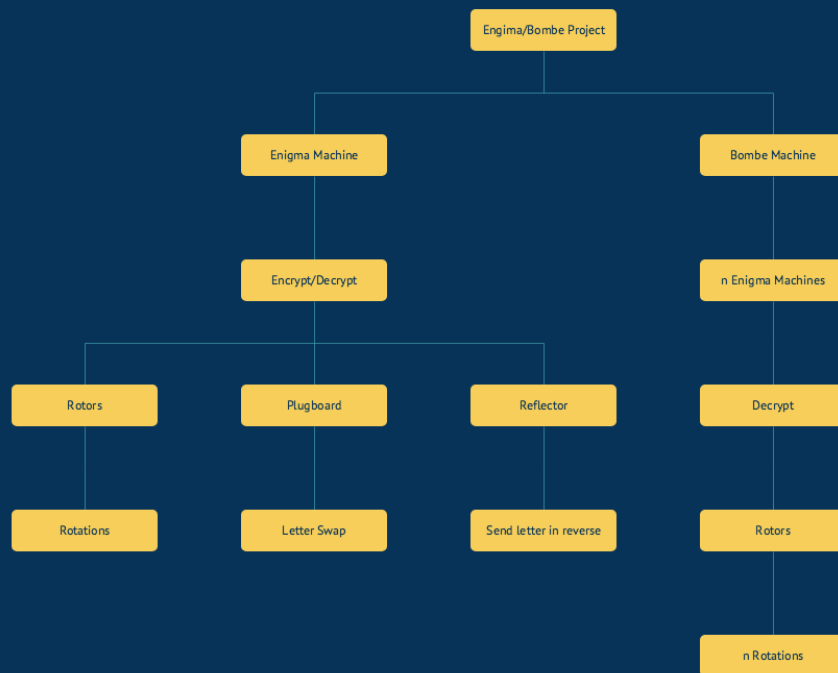 Engima/Bombe Project
Enigma Machine
Bombe Machine
Encrypt/Decrypt
n Enigma Machines
Rotors
Plugboard
Reflector
Decrypt
Rotations
Letter Swap
Send letter in reverse
Rotors
n Rotations